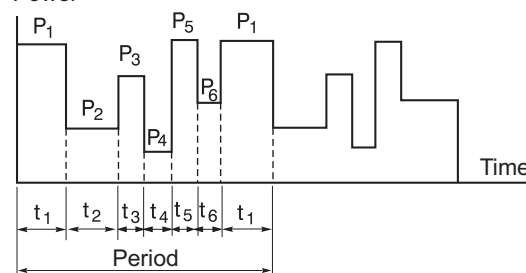 Power
P1
P5
P1
P3
P2
P6
P4
Time
t1 t2 t3 t4 t5 t6 t1
Period